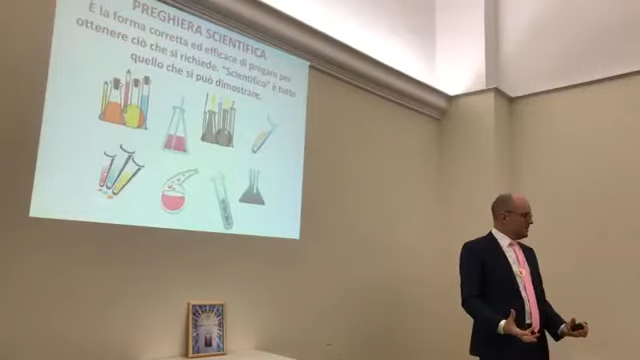 PREGHIERA SCIENTIFICA
È la forma corretta ed efficace di pregare per
ottenere ciò che si richiede. "Scientifico" è tutto
quello che si può dimostrare.